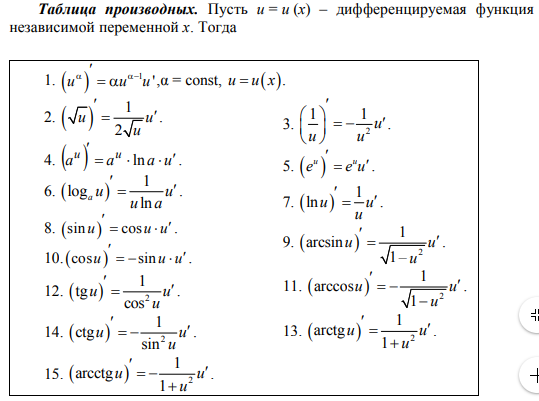 Таблица производных. Пусть u = u (x) – дифференцируемая функция
независимой переменной x. Тогда
1. (u^α)′ = αu^(α−1)u', α = const, u = u(x).
2. (√u)′ = 1/(2√u) u′.
3. (1/u)′ = −1/u² u′.
4. (a^u)′ = a^u · ln a · u′.
5. (e^u)′ = e^u u′.
6. (log_a u)′ = 1/(u ln a) u′.
7. (ln u)′ = 1/u u′.
8. (sin u)′ = cos u · u′.
9. (arcsin u)′ = 1/√(1−u²) u′.
10. (cos u)′ = −sin u · u′.
11. (arccos u)′ = −1/√(1−u²) u′.
12. (tg u)′ = 1/cos² u u′.
13. (arctg u)′ = 1/(1+u²) u′.
14. (ctg u)′ = −1/sin² u u′.
15. (arcctg u)′ = −1/(1+u²) u′.